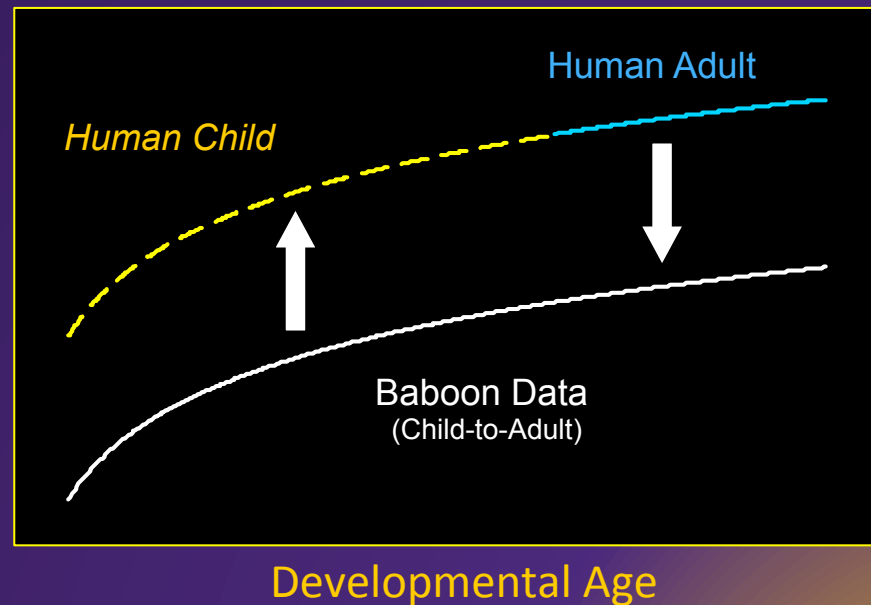 Human Adult
Human Child
Baboon Data
(Child-to-Adult)
Developmental Age